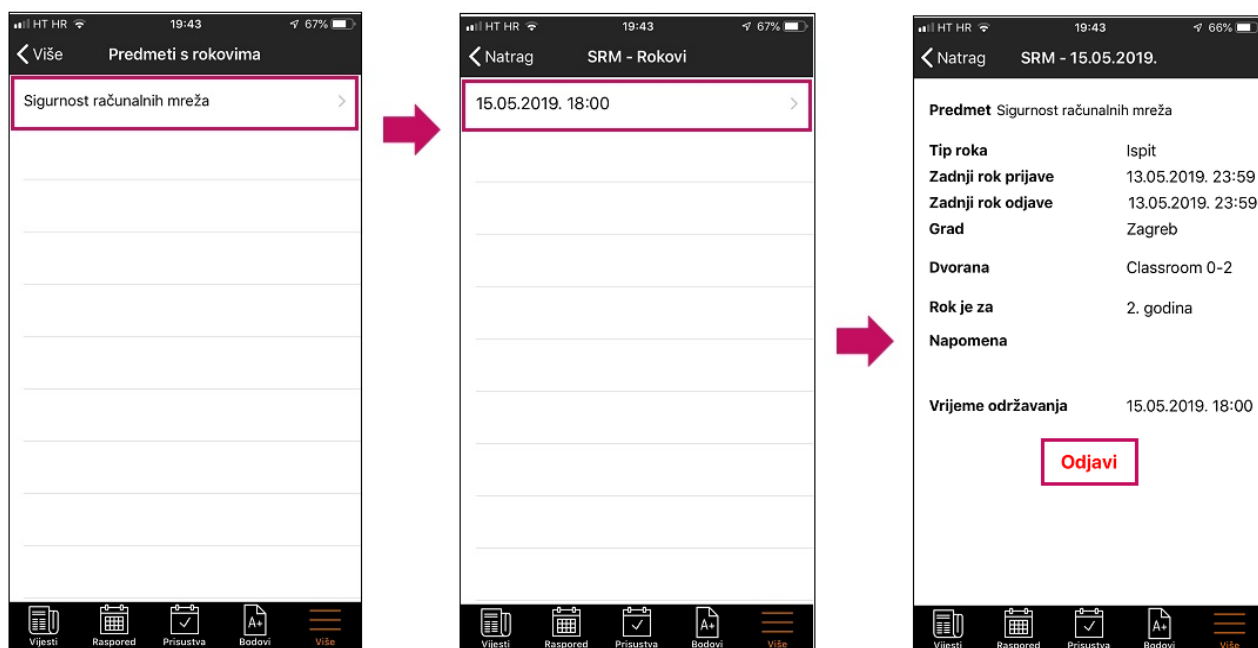 HT HR 19:43 67%
Više Predmeti s rokovima
Sigurnost računalnih mreža
Vijesti Raspored Prisustva Bodovi Više
HT HR 19:43 67%
Natrag SRM - Rokovi
15.05.2019. 18:00
Vijesti Raspored Prisustva Bodovi Više
HT HR 19:43 66%
Natrag SRM - 15.05.2019.
Predmet Sigurnost računalnih mreža
Tip roka Ispit
Zadnji rok prijave 13.05.2019. 23:59
Zadnji rok odjave 13.05.2019. 23:59
Grad Zagreb
Dvorana Classroom 0-2
Rok je za 2. godina
Napomena
Vrijeme održavanja 15.05.2019. 18:00
Odjavi
Vijesti Raspored Prisustva Bodovi Više